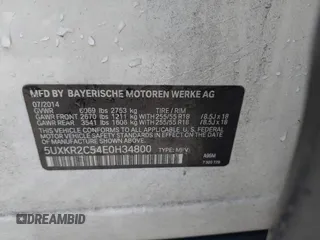 MFD BY BAYERISCHE MOTOREN WERKE AG
07/2014
GVWR 6069 lbs 2753 kg TIRE / RIM
GAWR FRONT 2670 lbs 1211 kg WITH 255/55 R18 /8.5J x 18
GAWR REAR 3541 lbs 1606 kg WITH 255/55 R18 /8.5J x 18
THIS VEHICLE CONFORMS TO ALL APPLICABLE U.S. FEDERAL
MOTOR VEHICLE SAFETY STANDARDS IN EFFECT ON THE DATE
OF MANUFACTURE SHOWN ABOVE.
5UXKR2C54E0H34800 TYPE: MPV
STAT.VIN